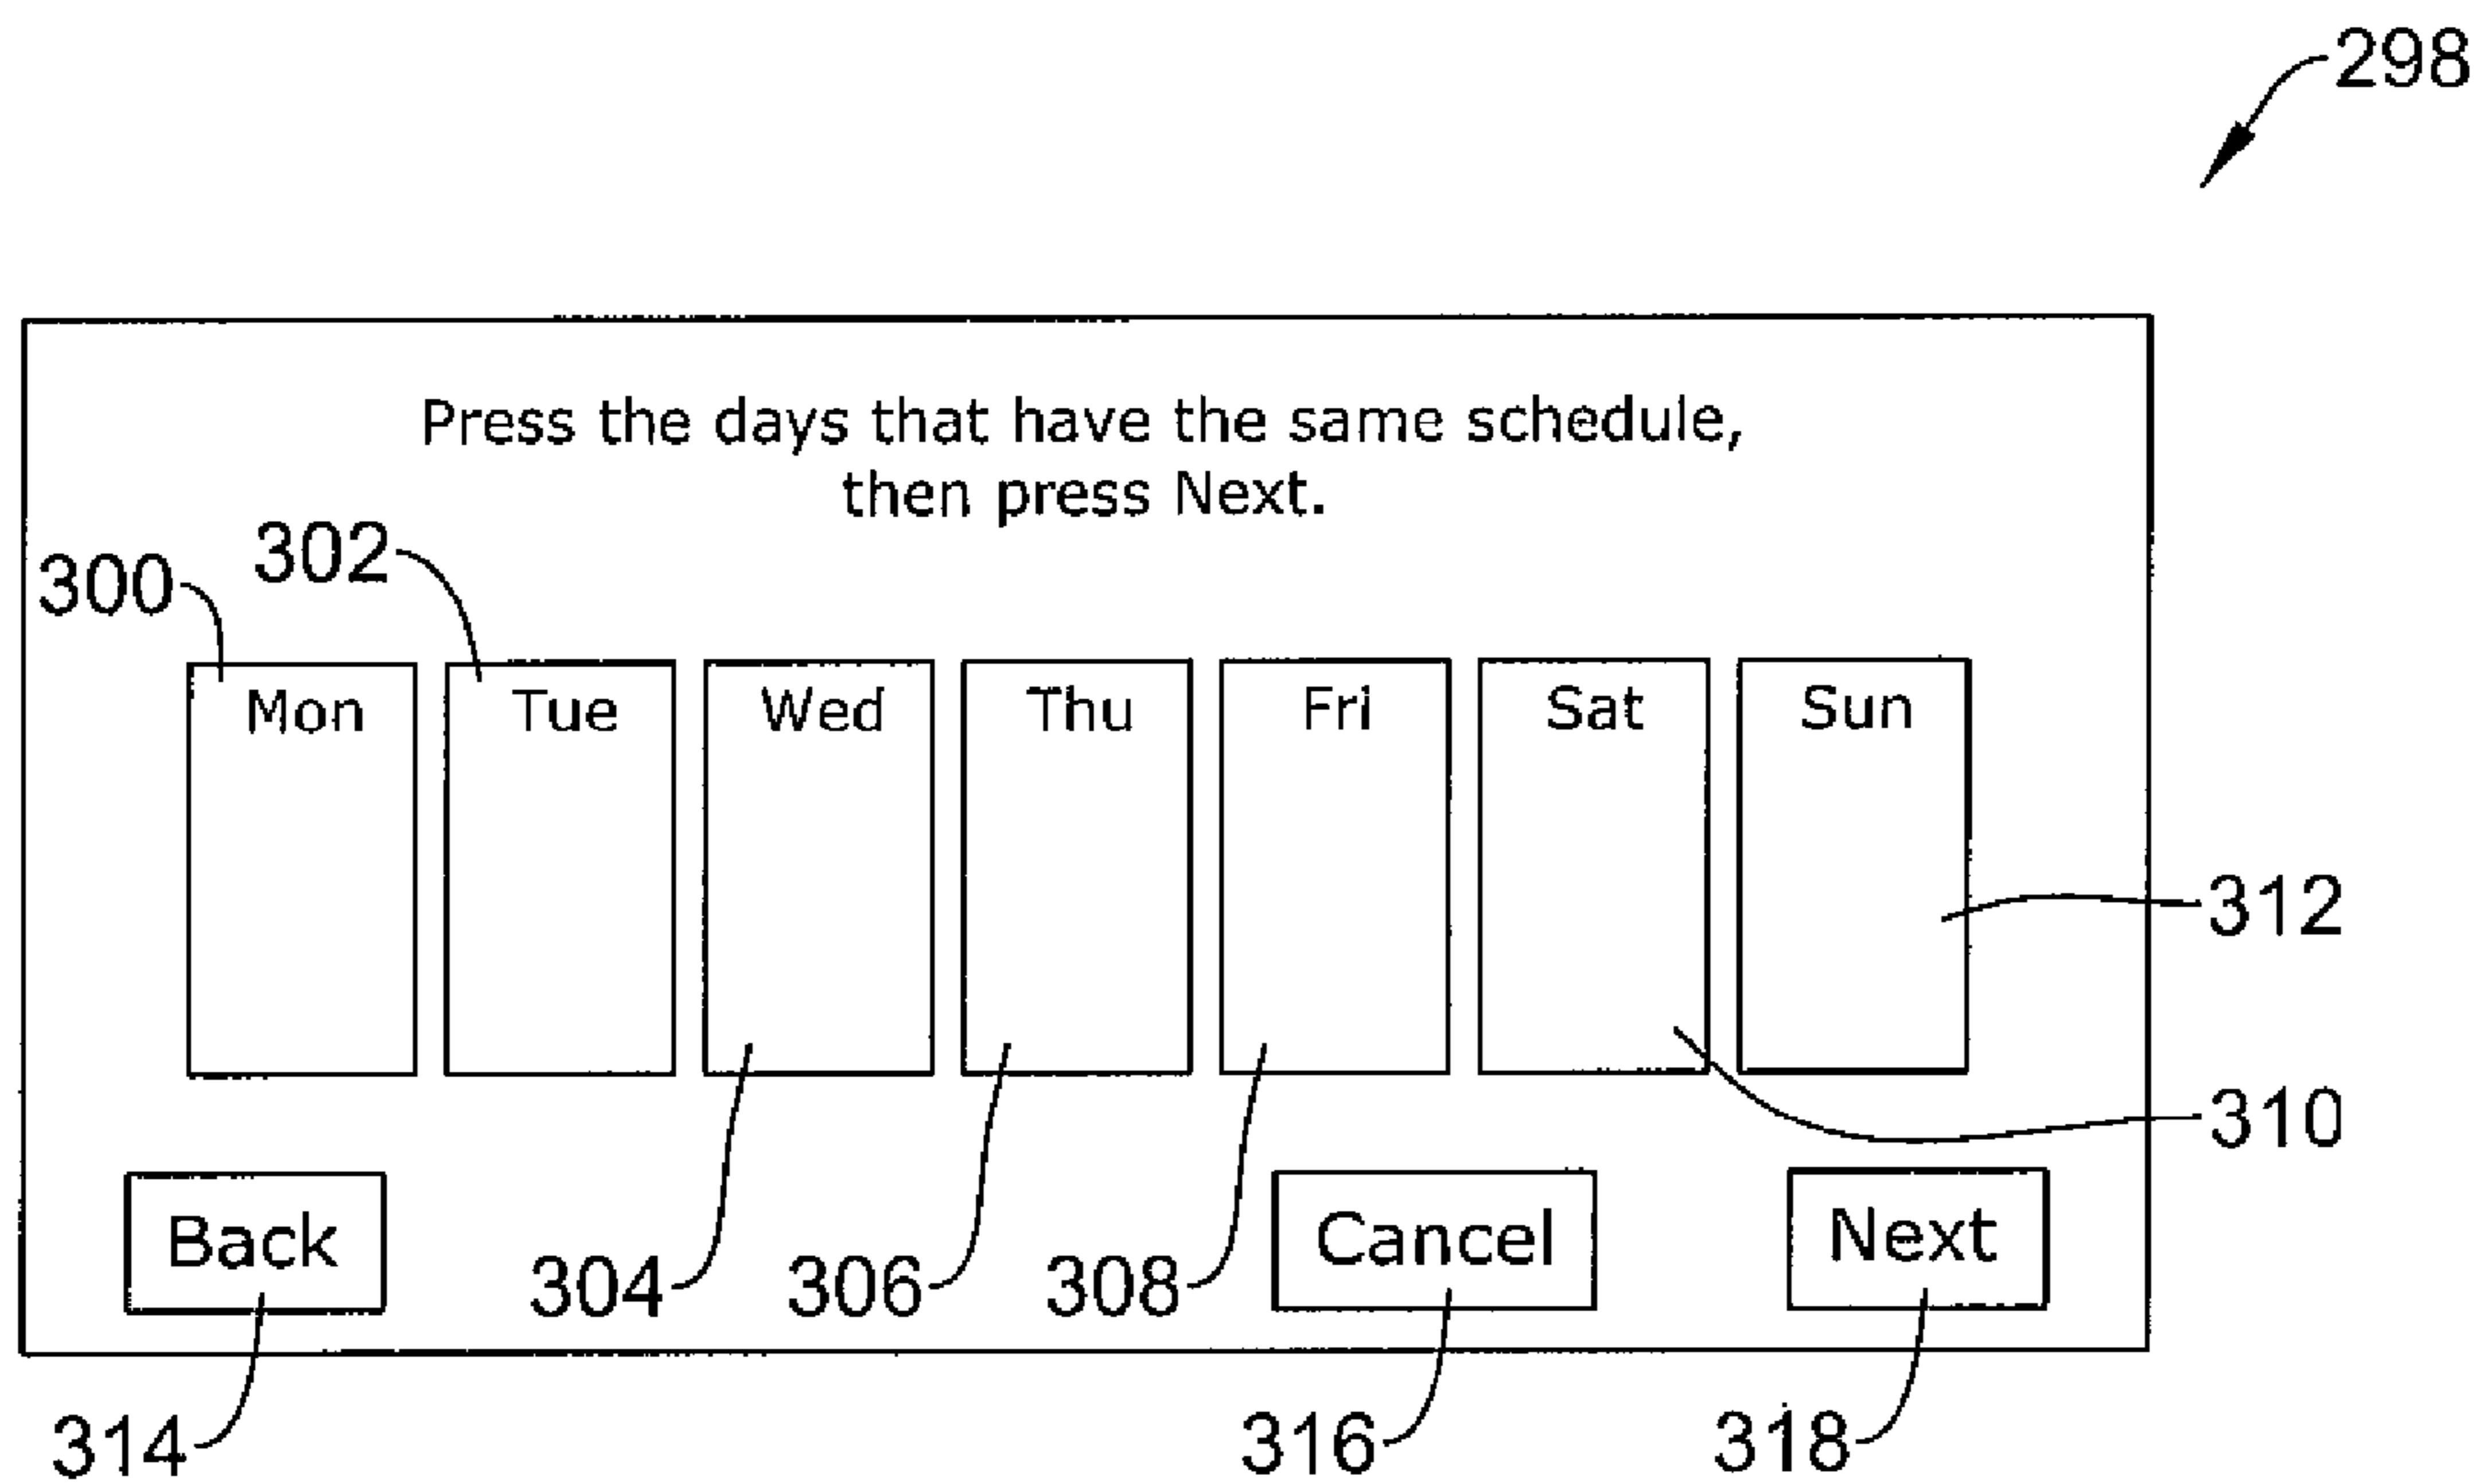 298
Press the days that have the same schedule,
then press Next.
300
302
Mon
Tue
Wed
Thu
Fri
Sat
Sun
312
310
Back
304
306
308
Cancel
Next
314
316
318